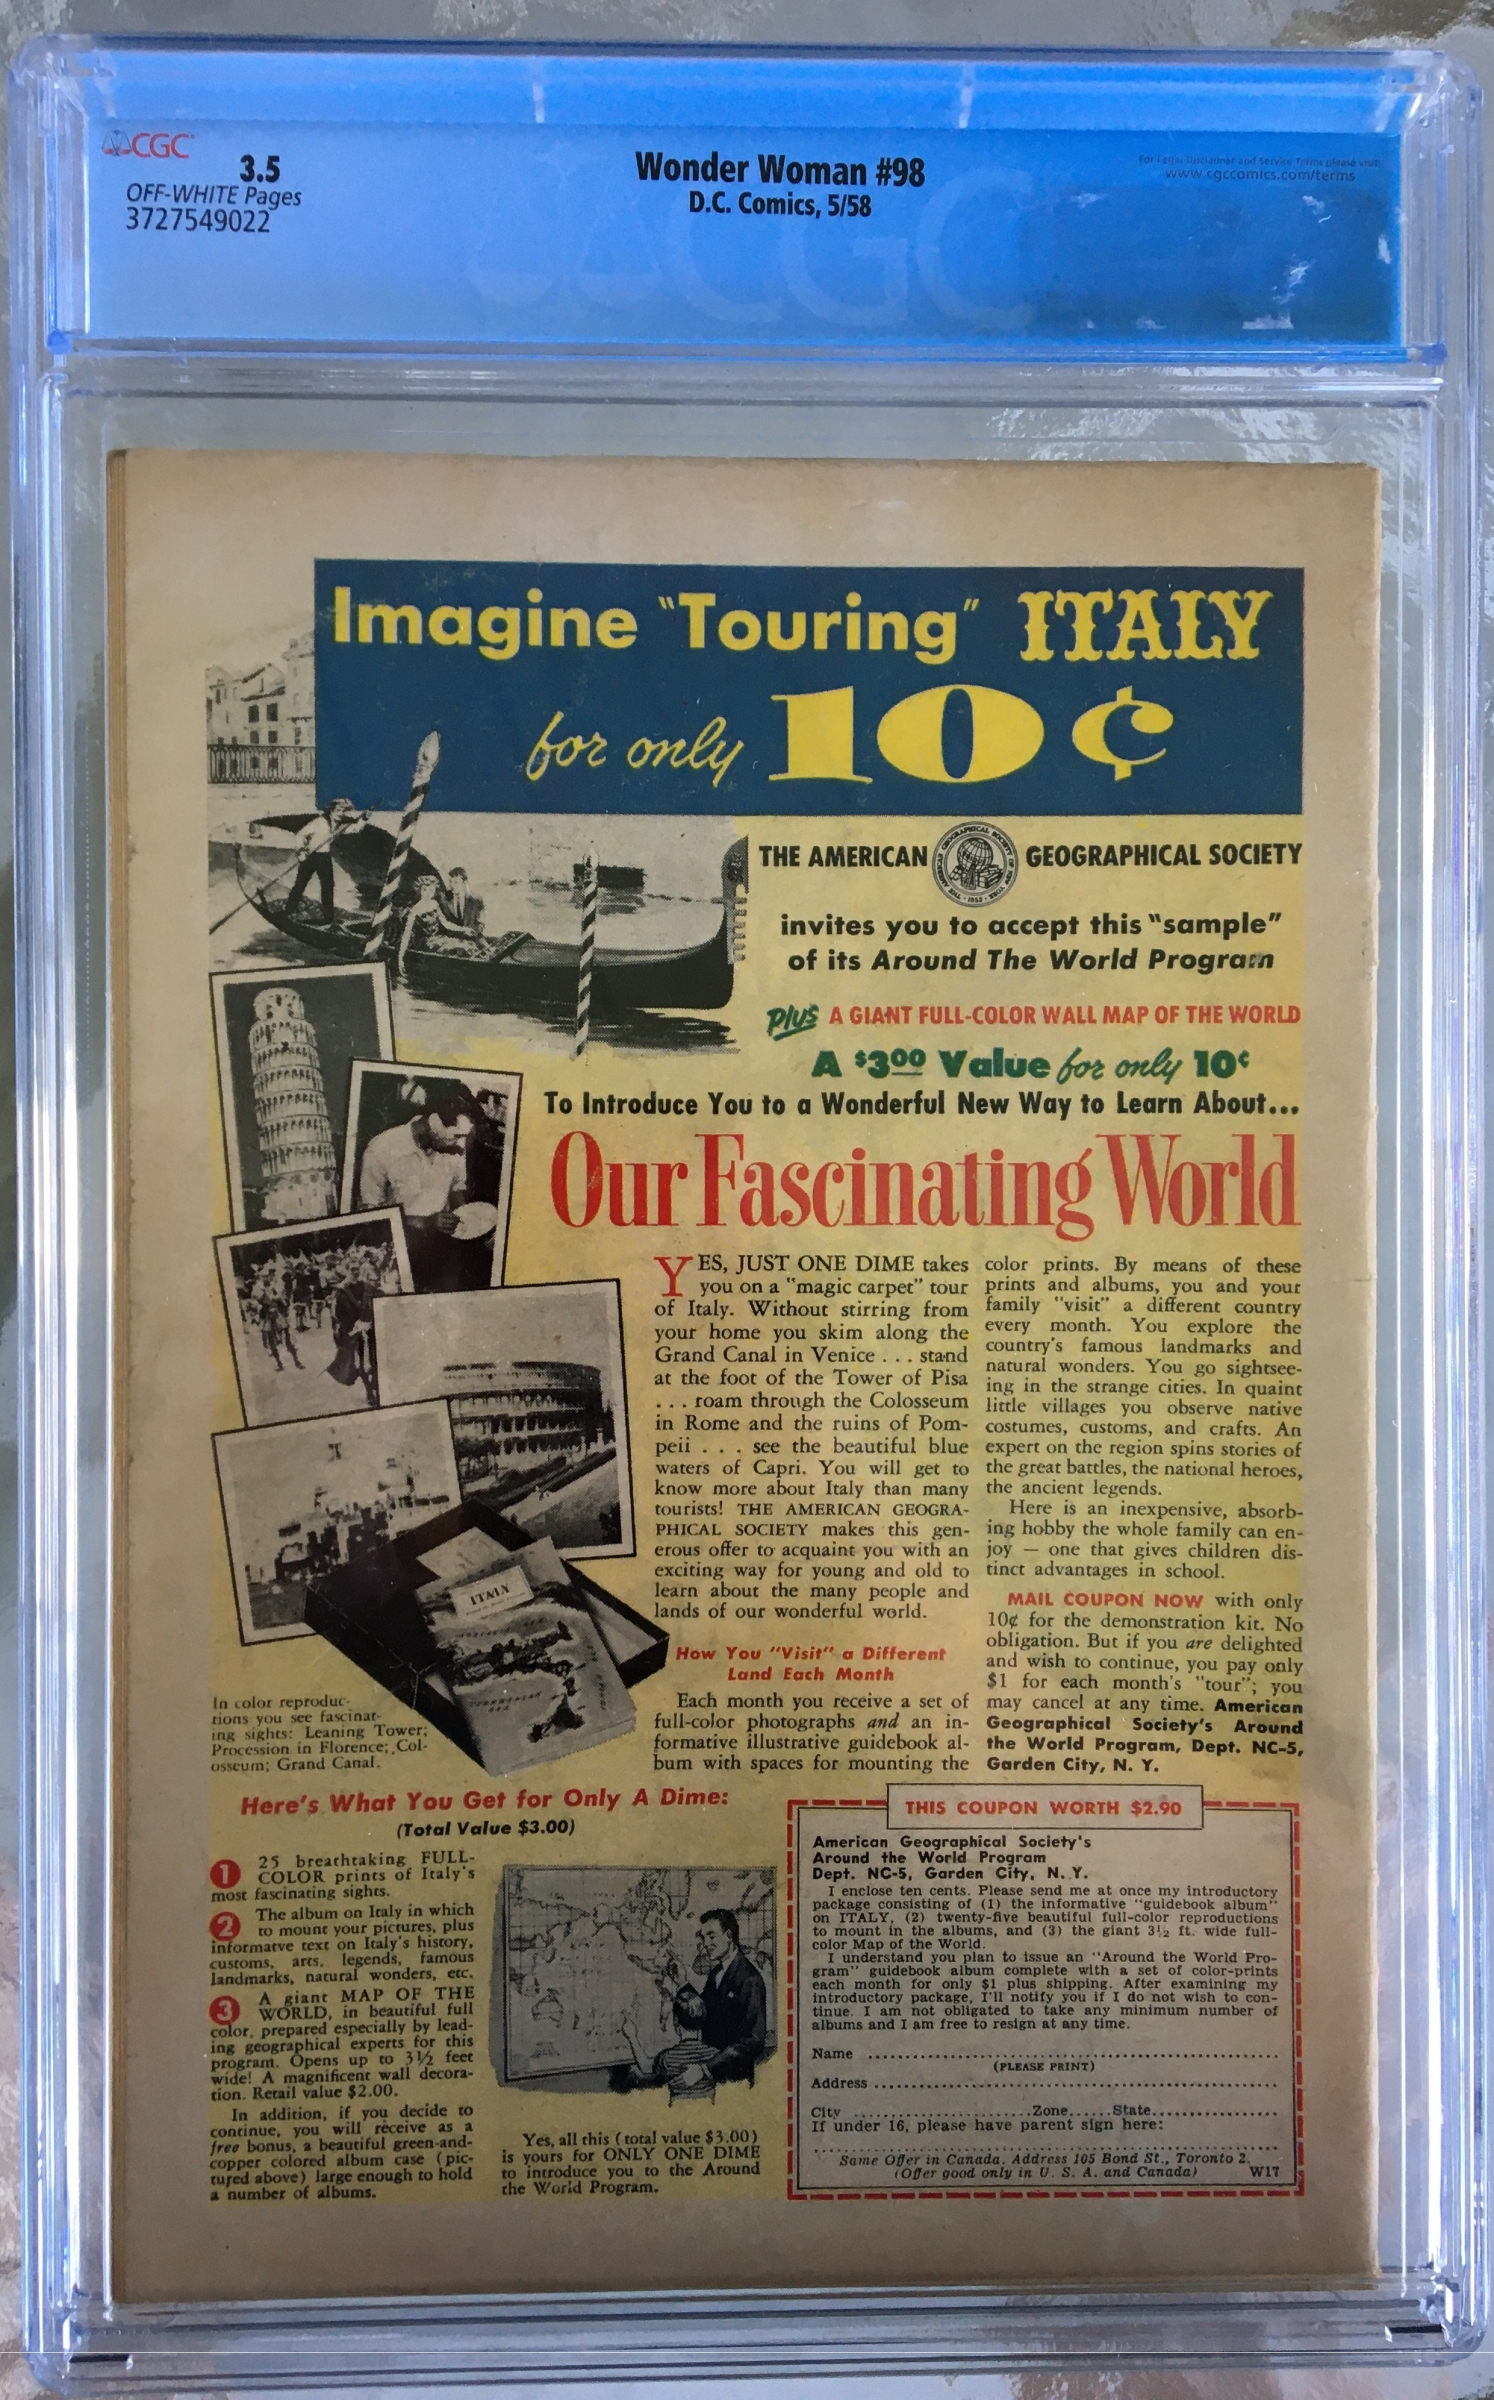 CGC
3.5
OFF-WHITE Pages
3727549022
Wonder Woman #98
D.C. Comics, 5/58
For Legal Disclaimer and Service Terms please visit:
www.cgccomics.com/terms
CGC
Imagine "Touring" ITALY
for only 10¢
THE AMERICAN GEOGRAPHICAL SOCIETY
invites you to accept this "sample"
of its Around The World Program
Plus A GIANT FULL-COLOR WALL MAP OF THE WORLD
A $3.00 Value for only 10¢
To Introduce You to a Wonderful New Way to Learn About...
Our Fascinating World
YES, JUST ONE DIME takes
you on a "magic carpet" tour
of Italy. Without stirring from
your home you skim along the
Grand Canal in Venice . . . stand
at the foot of the Tower of Pisa
. . . roam through the Colosseum
in Rome and the ruins of Pom-
peii . . . see the beautiful blue
waters of Capri. You will get to
know more about Italy than many
tourists! THE AMERICAN GEOGRA-
PHICAL SOCIETY makes this gen-
erous offer to acquaint you with an
exciting way for young and old to
learn about the many people and
lands of our wonderful world.
How You "Visit" a Different
Land Each Month
Each month you receive a set of
full-color photographs and an in-
formative illustrative guidebook al-
bum with spaces for mounting the
color prints. By means of these
prints and albums, you and your
family "visit" a different country
every month. You explore the
country's famous landmarks and
natural wonders. You go sightsee-
ing in the strange cities. In quaint
little villages you observe native
costumes, customs, and crafts. An
expert on the region spins stories of
the great battles, the national heroes,
the ancient legends.
Here is an inexpensive, absorb-
ing hobby the whole family can en-
joy — one that gives children dis-
tinct advantages in school.
MAIL COUPON NOW with only
10¢ for the demonstration kit. No
obligation. But if you are delighted
and wish to continue, you pay only
$1 for each month's "tour"; you
may cancel at any time. American
Geographical Society's Around
the World Program, Dept. NC-5,
Garden City, N. Y.
ITALY
In color reproduc-
tions you see fascinat-
ing sights: Leaning Tower;
Procession in Florence; Col-
osseum; Grand Canal.
Here's What You Get for Only A Dime:
(Total Value $3.00)
1 25 breathtaking FULL-
COLOR prints of Italy's
most fascinating sights.
2 The album on Italy in which
to mount your pictures, plus
informatve text on Italy's history,
customs, arts, legends, famous
landmarks, natural wonders, etc.
3 A giant MAP OF THE
WORLD, in beautiful full
color, prepared especially by lead-
ing geographical experts for this
program. Opens up to 3½ feet
wide! A magnificent wall decora-
tion. Retail value $2.00.
In addition, if you decide to
continue, you will receive as a
free bonus, a beautiful green-and-
copper colored album case (pic-
tured above) large enough to hold
a number of albums.
Yes, all this (total value $3.00)
is yours for ONLY ONE DIME
to introduce you to the Around
the World Program.
THIS COUPON WORTH $2.90
American Geographical Society's
Around the World Program
Dept. NC-5, Garden City, N. Y.
I enclose ten cents. Please send me at once my introductory
package consisting of (1) the informative "guidebook album"
on ITALY, (2) twenty-five beautiful full-color reproductions
to mount in the albums, and (3) the giant 3½ ft. wide full-
color Map of the World.
I understand you plan to issue an "Around the World Pro-
gram" guidebook album complete with a set of color-prints
each month for only $1 plus shipping. After examining my
introductory package, I'll notify you if I do not wish to con-
tinue. I am not obligated to take any minimum number of
albums and I am free to resign at any time.
Name ..........
(PLEASE PRINT)
Address ..........
City ..........Zone......State..........
If under 16, please have parent sign here:
..........
Same Offer in Canada. Address 105 Bond St., Toronto 2.
(Offer good only in U. S. A. and Canada) W17